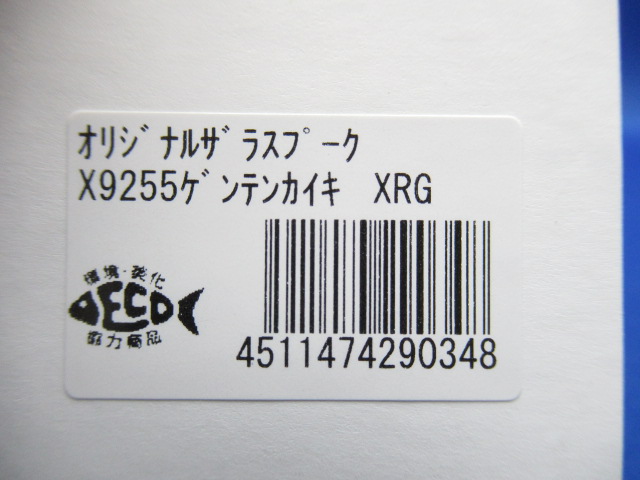 ｵﾘｼﾞﾅﾙｻﾞﾗｽﾌﾟｰｸ
X9255ｹﾞﾝﾃﾝｶｲｷ XRG
環境・美化
ECO
協力商品
4511474290348